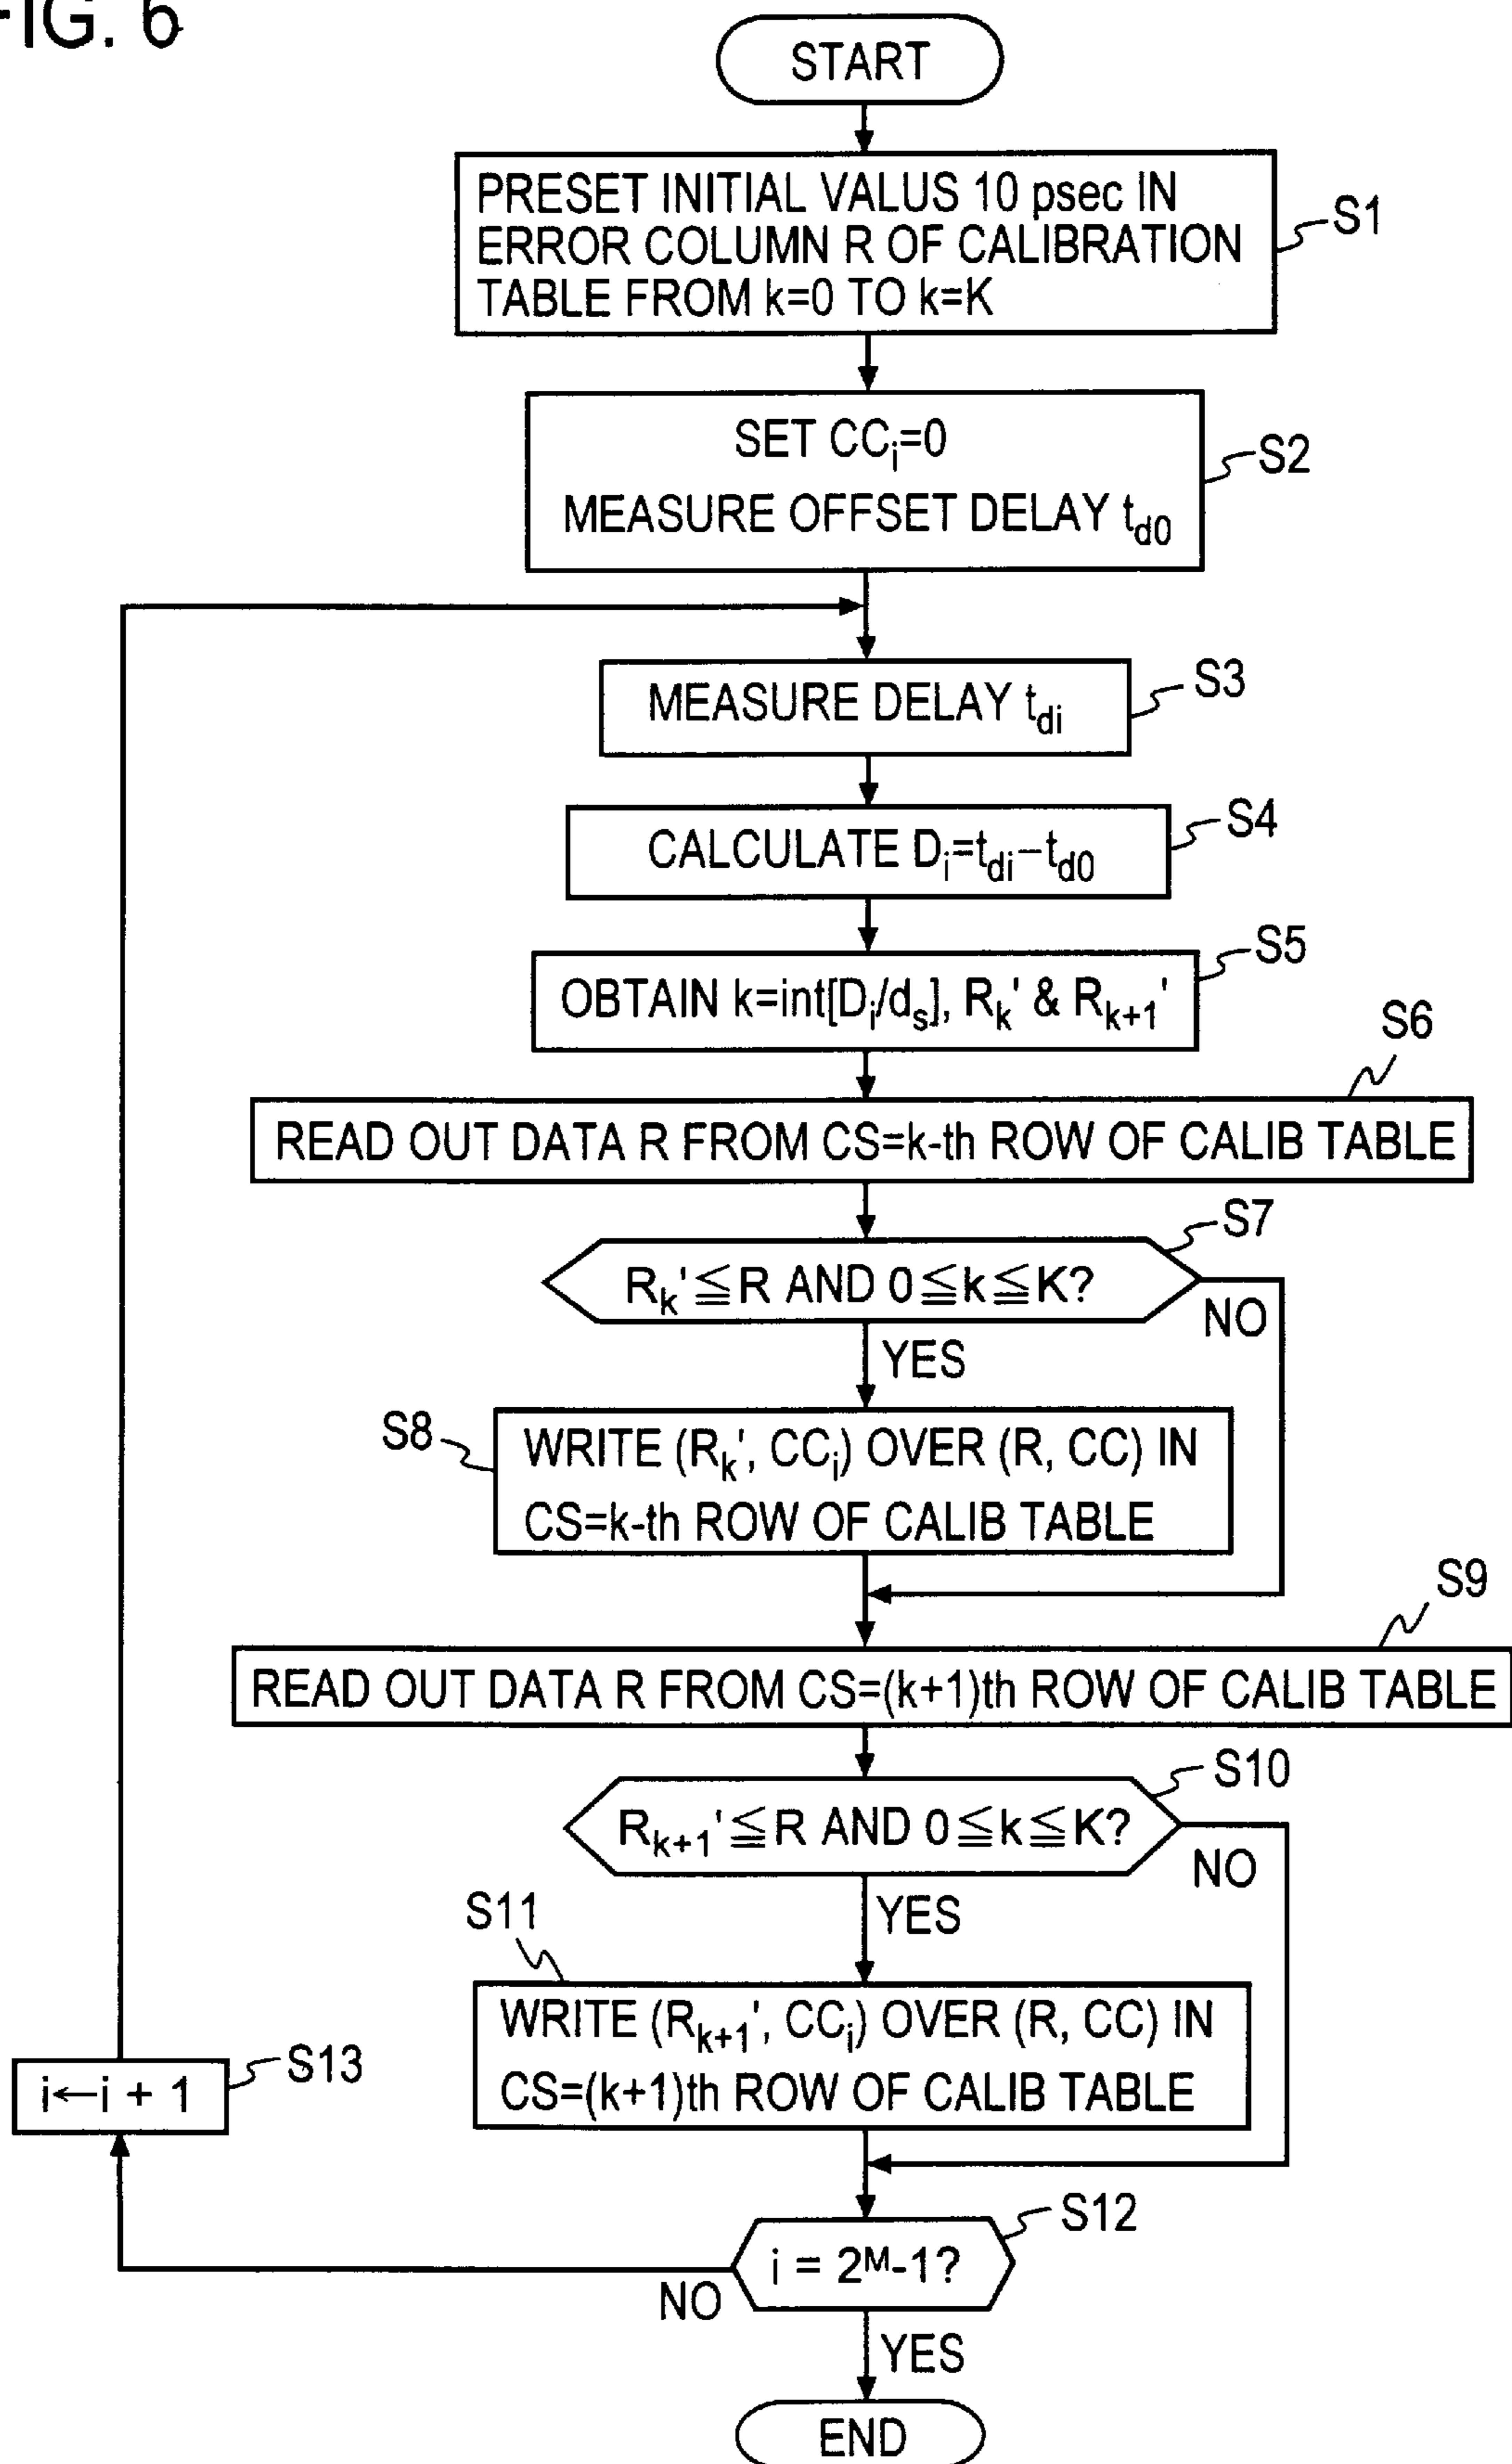 FIG. 6
START
PRESET INITIAL VALUS 10 psec IN
ERROR COLUMN R OF CALIBRATION
TABLE FROM k=0 TO k=K
S1
SET CCi=0
MEASURE OFFSET DELAY td0
S2
MEASURE DELAY tdi
S3
CALCULATE Di=tdi−td0
S4
OBTAIN k=int[Di/ds], Rk' & Rk+1'
S5
S6
READ OUT DATA R FROM CS=k-th ROW OF CALIB TABLE
S7
Rk'≦R AND 0≦k≦K?
NO
YES
S8
WRITE (Rk', CCi) OVER (R, CC) IN
CS=k-th ROW OF CALIB TABLE
S9
READ OUT DATA R FROM CS=(k+1)th ROW OF CALIB TABLE
S10
Rk+1'≦R AND 0≦k≦K?
NO
YES
S11
WRITE (Rk+1', CCi) OVER (R, CC) IN
CS=(k+1)th ROW OF CALIB TABLE
i←i + 1
S13
S12
i = 2ᴹ-1?
NO
YES
END